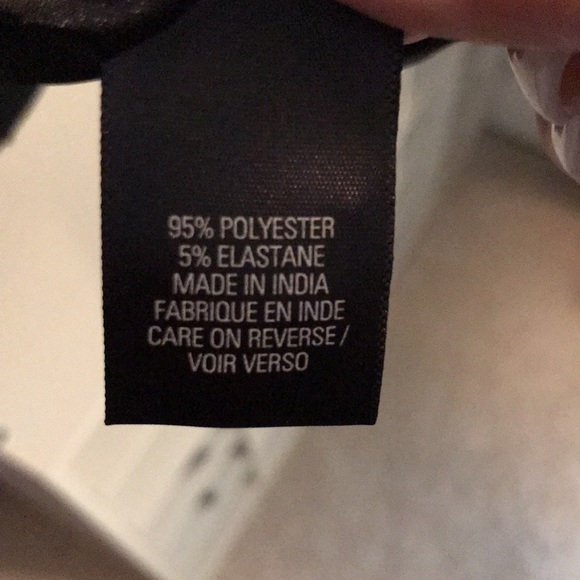 95% POLYESTER
5% ELASTANE
MADE IN INDIA
FABRIQUE EN INDE
CARE ON REVERSE /
VOIR VERSO